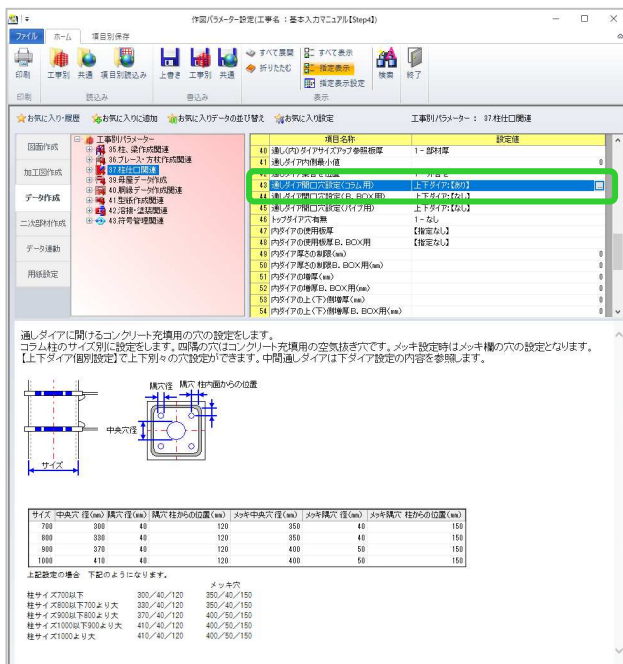 作図パラメーター設定(工事名 : 基本入力マニュアル【Step4】)
ファイル ホーム 項目別保存
印刷 工事別 共通 項目別読込み 上書き 工事別 共通 すべて展開 すべて表示 検索 終了
折りたたむ 指定表示
指定表示設定
印刷 読込み 書込み 表示
お気に入り・履歴 お気に入りに追加 お気に入りデータの並び替え お気に入り設定 工事別パラメーター : 37.柱仕口関連
図面作成
加工図作成
データ作成
二次部材作成
データ連動
用紙設定
工事別パラメーター
35.柱、梁作成関連
36.ブレース・方杖作成関連
37.柱仕口関連
39.母屋データ作成
40.胴縁データ作成関連
41.型紙作成関連
42.溶接・塗装関連
43.符号管理関連
項目名称 設定値
40 通し(内)ダイアサイズアップ参照板厚 1 - 部材厚
41 通しダイア内側最小値 0
43 通しダイア開口穴設定(コラム用) 上下ダイア:【あり】
44 通しダイア開口穴設定(B．BOX用) 上下ダイア:【なし】
45 通しダイア開口穴設定(パイプ用) 上下ダイア:【なし】
46 トップダイア穴有無 1 - なし
47 内ダイアの使用板厚 【指定なし】
48 内ダイアの使用板厚B．BOX用 【指定なし】
49 内ダイア厚さの制限(mm) 0
50 内ダイア厚さの制限B．BOX用(mm) 0
51 内ダイアの増厚(mm) 0
52 内ダイアの増厚B．BOX用(mm) 0
53 内ダイアの上(下)側増厚(mm) 0
54 内ダイアの上(下)側増厚B．BOX用(mm) 0
通しダイアに開けるコンクリート充填用の穴の設定をします。
コラム柱のサイズ別に設定をします。四隅の穴はコンクリート充填用の空気抜き穴です。メッキ設定時はメッキ欄の穴の設定となります。
【上下ダイア個別設定】で上下別々の穴設定ができます。中間通しダイアは下ダイア設定の内容を参照します。
隅穴径 隅穴 柱内面からの位置
中央穴径
サイズ
サイズ 中央穴 径(mm) 隅穴 径(mm) 隅穴 柱からの位置(mm) メッキ中央穴 径(mm) メッキ隅穴 径(mm) メッキ隅穴 柱からの位置(mm)
700 300 40 120 350 40 150
800 330 40 120 350 40 150
900 370 40 120 400 50 150
1000 410 40 120 400 50 150
上記設定の場合 下記のようになります。
メッキ穴
柱サイズ700以下 300／40／120 350／40／150
柱サイズ800以下700より大 330／40／120 350／40／150
柱サイズ900以下800より大 370／40／120 400／50／150
柱サイズ1000以下900より大 410／40／120 400／50／150
柱サイズ1000より大 410／40／120 400／50／150